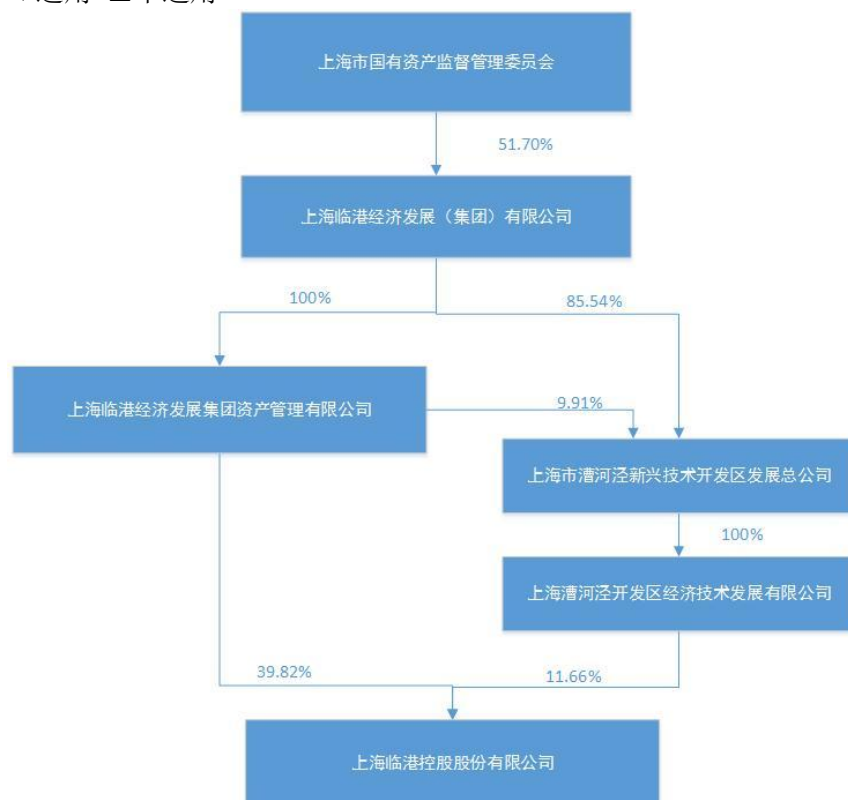 上海市国有资产监督管理委员会
51.70%
上海临港经济发展（集团）有限公司
100%
85.54%
上海临港经济发展集团资产管理有限公司
9.91%
上海市漕河泾新兴技术开发区发展总公司
100%
上海漕河泾开发区经济技术发展有限公司
39.82%
11.66%
上海临港控股股份有限公司